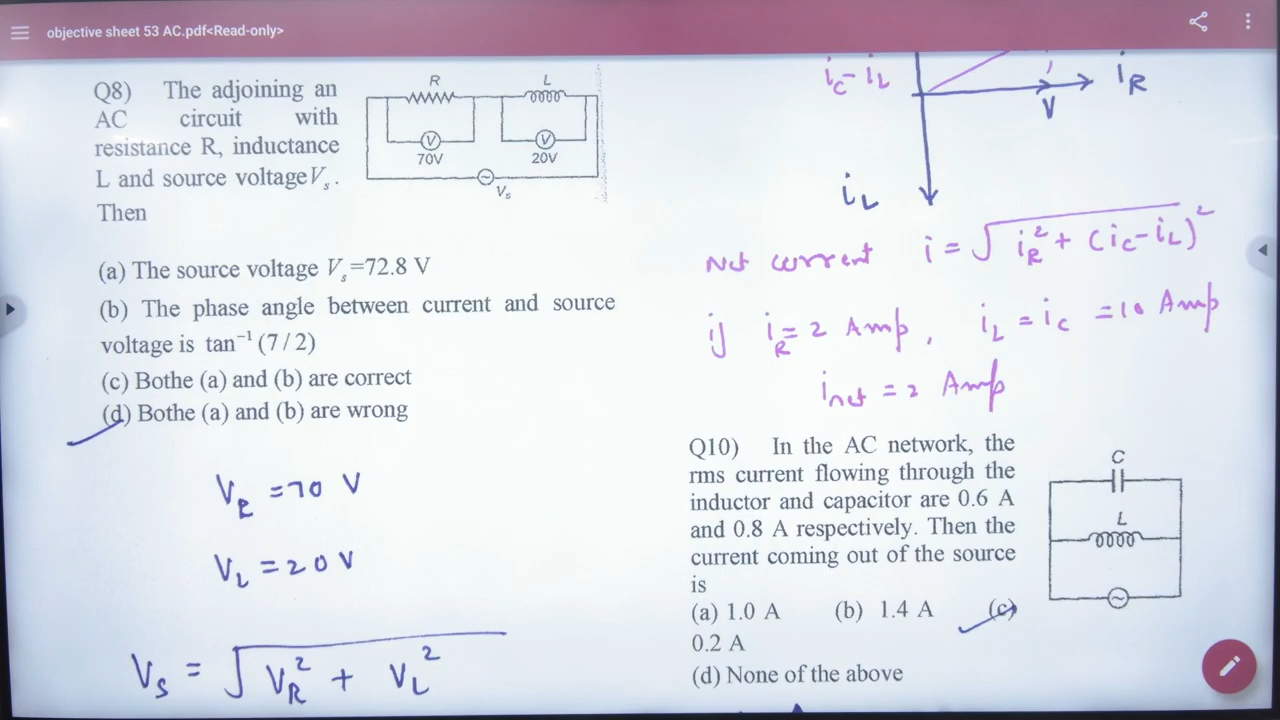 objective sheet 53 AC.pdf<Read-only>
Q8) The adjoining an
AC circuit with
resistance R, inductance
L and source voltage Vs.
Then
R
L
V
V
70V
20V
Vs
(a) The source voltage Vs=72.8 V
(b) The phase angle between current and source
voltage is tan⁻¹ (7/2)
(c) Bothe (a) and (b) are correct
(d) Bothe (a) and (b) are wrong
VR = 70 V
VL = 20 V
Vs = √VR² + VL²
iC - iL
iR
V
iL
Net current i = √iR² + (iC - iL)²
if iR = 2 Amp, iL = iC = 10 Amp
inet = 2 Amp
Q10) In the AC network, the
rms current flowing through the
inductor and capacitor are 0.6 A
and 0.8 A respectively. Then the
current coming out of the source
is
(a) 1.0 A (b) 1.4 A (c)
0.2 A
(d) None of the above
C
L